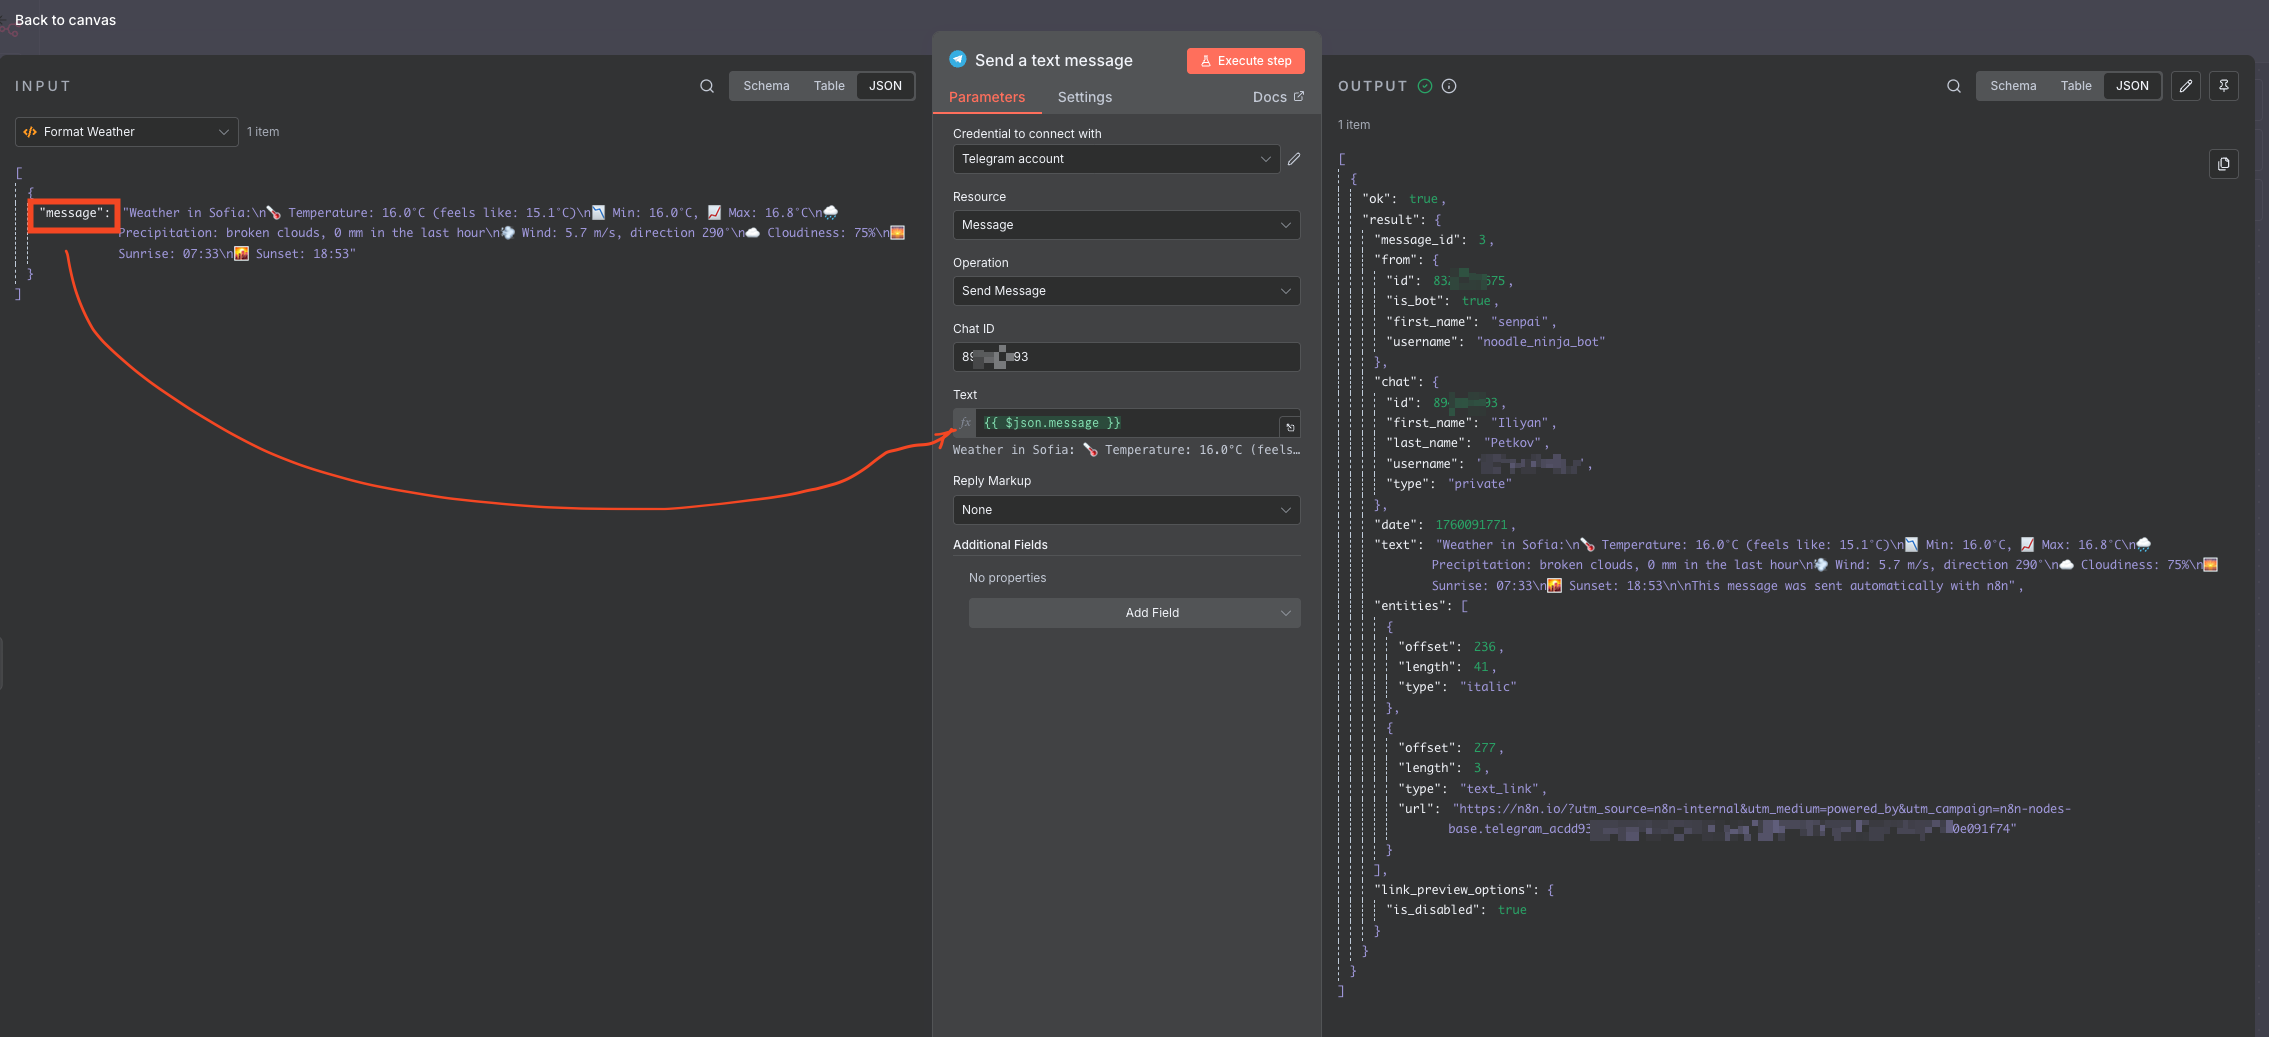 Back to canvas
INPUT
Schema Table JSON
Format Weather
1 item
[
{
"message": "Weather in Sofia:\n🌡️ Temperature: 16.0°C (feels like: 15.1°C)\n📉 Min: 16.0°C, 📈 Max: 16.8°C\n🌧️
Precipitation: broken clouds, 0 mm in the last hour\n💨 Wind: 5.7 m/s, direction 290°\n☁️ Cloudiness: 75%\n🌅
Sunrise: 07:33\n🌇 Sunset: 18:53"
}
]
Send a text message
Execute step
Parameters Settings Docs
Credential to connect with
Telegram account
Resource
Message
Operation
Send Message
Chat ID
89 93
Text
fx {{ $json.message }}
Weather in Sofia: 🌡️ Temperature: 16.0°C (feels…
Reply Markup
None
Additional Fields
No properties
Add Field
OUTPUT
Schema Table JSON
1 item
[
{
"ok": true,
"result": {
"message_id": 3,
"from": {
"id": 83 575,
"is_bot": true,
"first_name": "senpai",
"username": "noodle_ninja_bot"
},
"chat": {
"id": 89 93,
"first_name": "Iliyan",
"last_name": "Petkov",
"username": " ",
"type": "private"
},
"date": 1760091771,
"text": "Weather in Sofia:\n🌡️ Temperature: 16.0°C (feels like: 15.1°C)\n📉 Min: 16.0°C, 📈 Max: 16.8°C\n🌧️
Precipitation: broken clouds, 0 mm in the last hour\n💨 Wind: 5.7 m/s, direction 290°\n☁️ Cloudiness: 75%\n🌅
Sunrise: 07:33\n🌇 Sunset: 18:53\n\nThis message was sent automatically with n8n",
"entities": [
{
"offset": 236,
"length": 41,
"type": "italic"
},
{
"offset": 277,
"length": 3,
"type": "text_link",
"url": "https://n8n.io/?utm_source=n8n-internal&utm_medium=powered_by&utm_campaign=n8n-nodes-
base.telegram_acdd93 0e091f74"
}
],
"link_preview_options": {
"is_disabled": true
}
}
}
]